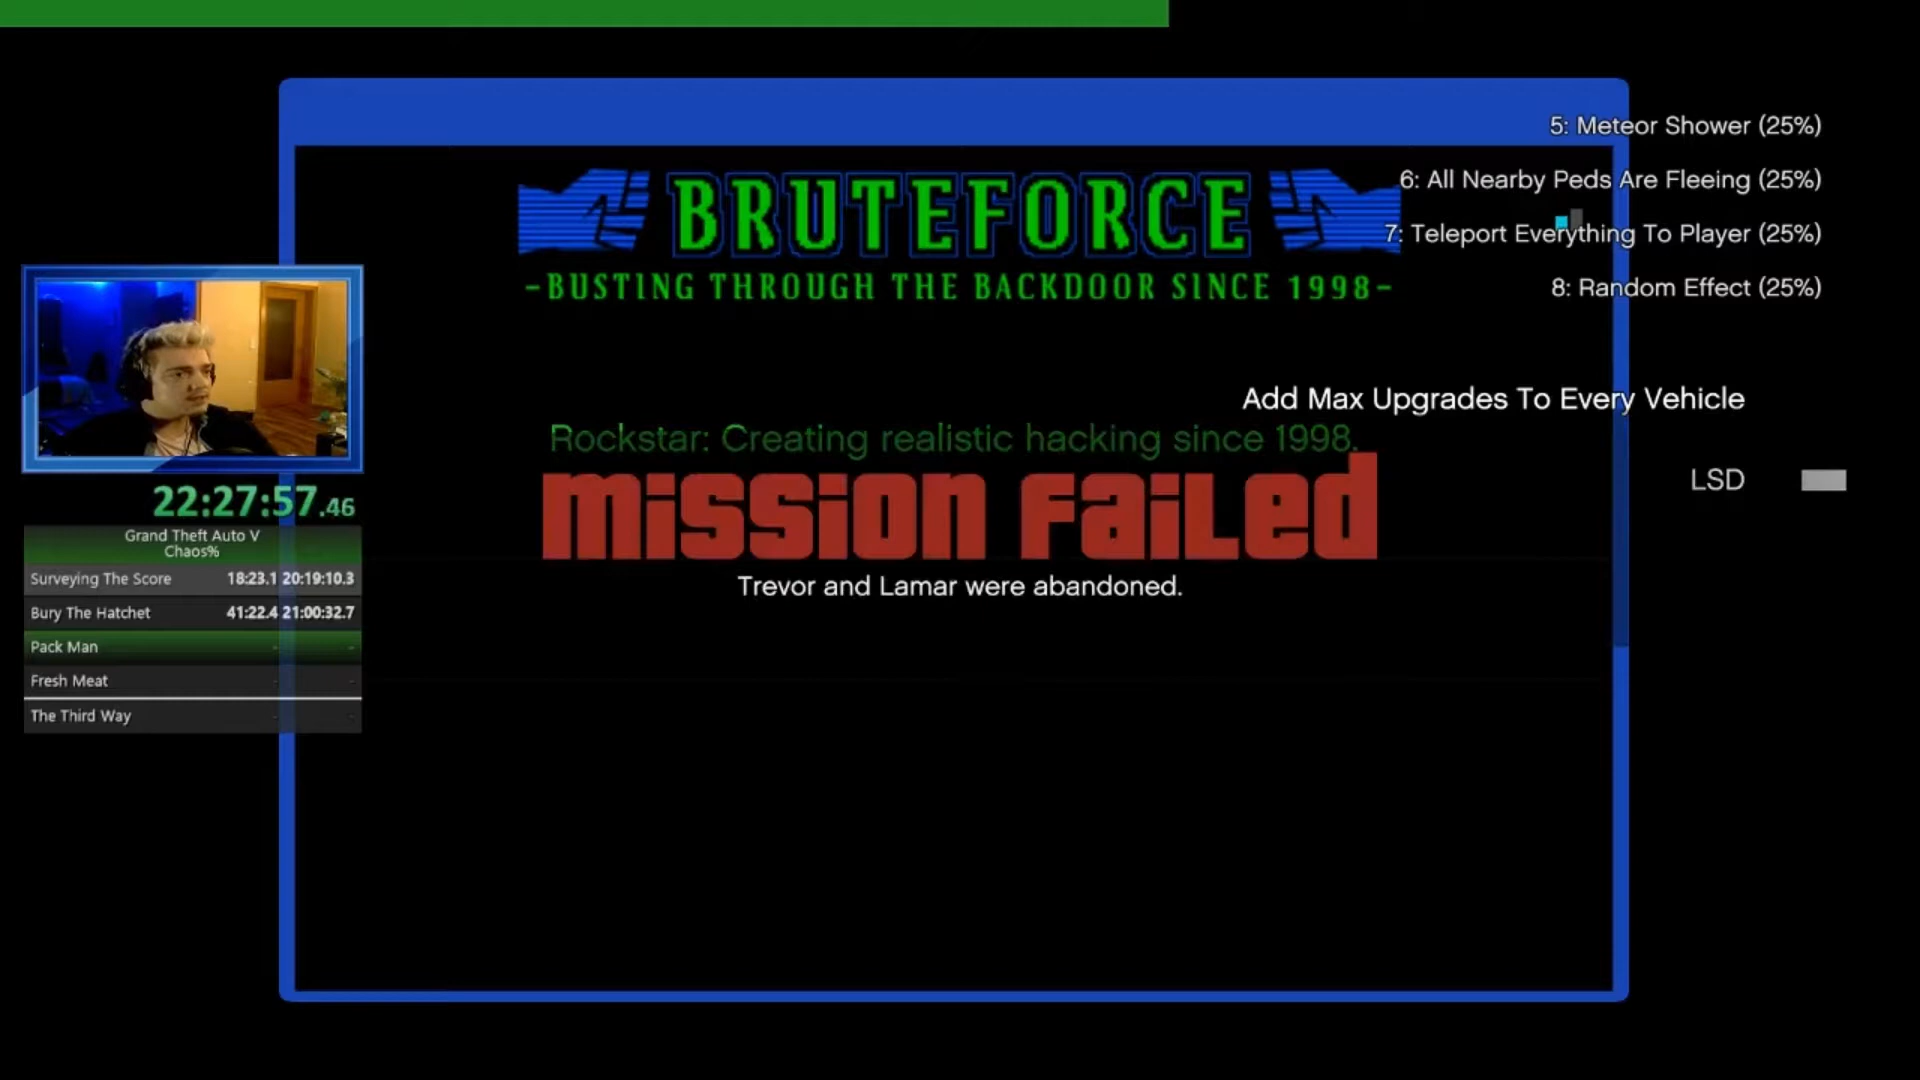 5: Meteor Shower (25%)
6: All Nearby Peds Are Fleeing (25%)
7: Teleport Everything To Player (25%)
8: Random Effect (25%)
BRUTEFORCE
-BUSTING THROUGH THE BACKDOOR SINCE 1998-
Add Max Upgrades To Every Vehicle
Rockstar: Creating realistic hacking since 1998.
LSD
mission failed
Trevor and Lamar were abandoned.
22:27:57.46
Grand Theft Auto V
Chaos%
Surveying The Score 18:23.1 20:19:10.3
Bury The Hatchet 41:22.4 21:00:32.7
Pack Man - -
Fresh Meat - -
The Third Way - -